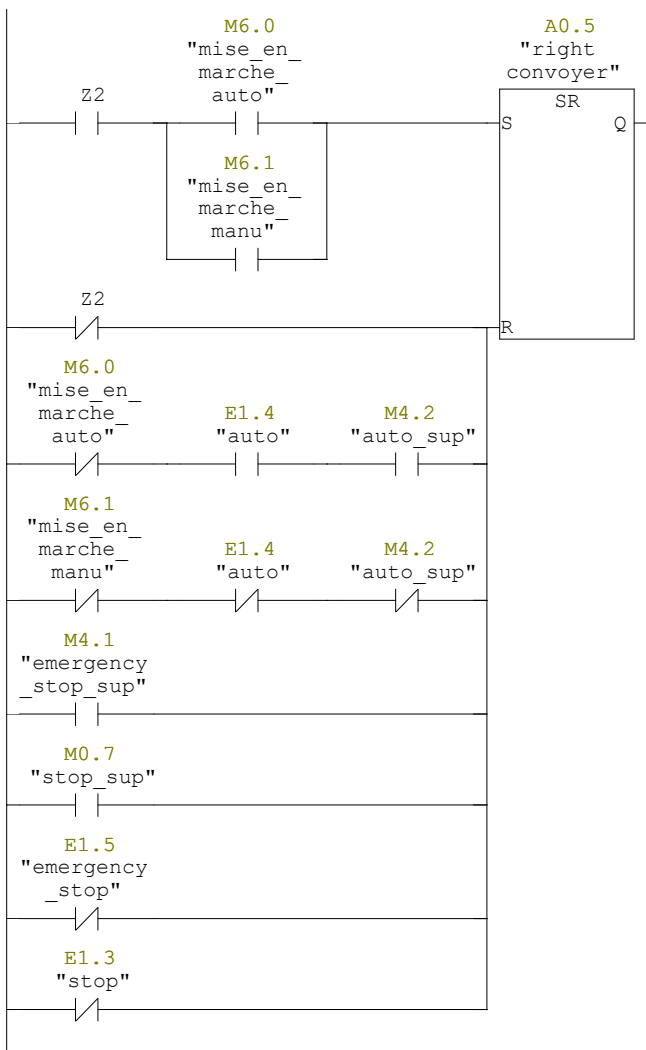 M6.0
"mise_en_
marche_
auto"
Z2
A0.5
"right
convoyer"
SR
S
Q
M6.1
"mise_en_
marche_
manu"
Z2
R
M6.0
"mise_en_
marche_
auto"
E1.4
"auto"
M4.2
"auto_sup"
M6.1
"mise_en_
marche_
manu"
E1.4
"auto"
M4.2
"auto_sup"
M4.1
"emergency
_stop_sup"
M0.7
"stop_sup"
E1.5
"emergency
_stop"
E1.3
"stop"